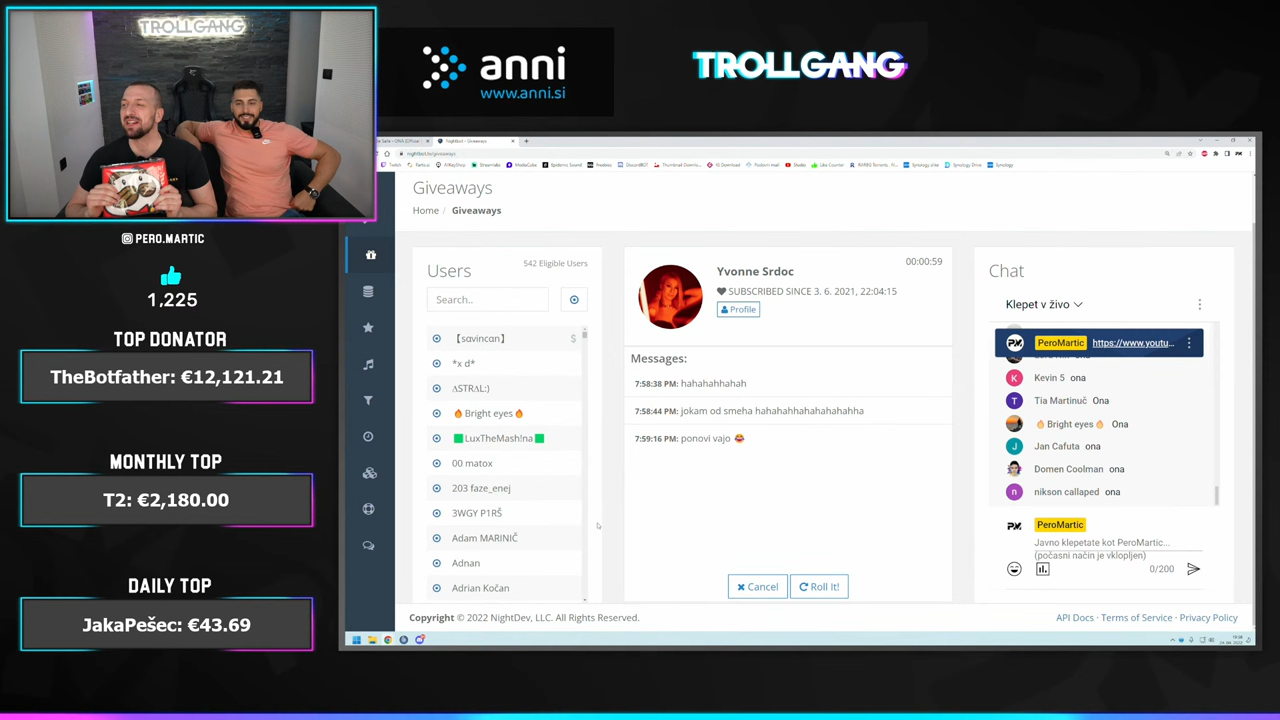 TROLLGANG
anni
www.anni.si
TROLLGANG
PERO.MARTIC
1,225
TOP DONATOR
TheBotfather: €12,121.21
MONTHLY TOP
T2: €2,180.00
DAILY TOP
JakaPešec: €43.69
Nightbot - Giveaways
nightbot.tv/giveaways
Giveaways
Home / Giveaways
Users
542 Eligible Users
Search..
【sαvincαn】
$
*x d*
ΛSTRΛL:)
🔥Bright eyes🔥
🟩LuxTheMash!na🟩
00 matox
203 faze_enej
3WGY P1RŠ
Adam MARINIČ
Adnan
Adrian Kočan
00:00:59
Yvonne Srdoc
SUBSCRIBED SINCE 3. 6. 2021, 22:04:15
Profile
Messages:
7:58:38 PM: hahahahhahah
7:58:44 PM: jokam od smeha hahahahhahahahahahha
7:59:16 PM: ponovi vajo 😂
Cancel
Roll It!
Chat
Klepet v živo
PeroMartic https://www.youtu...
Kevin 5 ona
Tia Martinuč Ona
🔥Bright eyes🔥 Ona
Jan Cafuta ona
Domen Coolman ona
nikson callaped ona
PeroMartic
Javno klepetate kot PeroMartic...
(počasni način je vklopljen)
0/200
Copyright © 2022 NightDev, LLC. All Rights Reserved.
API Docs · Terms of Service · Privacy Policy